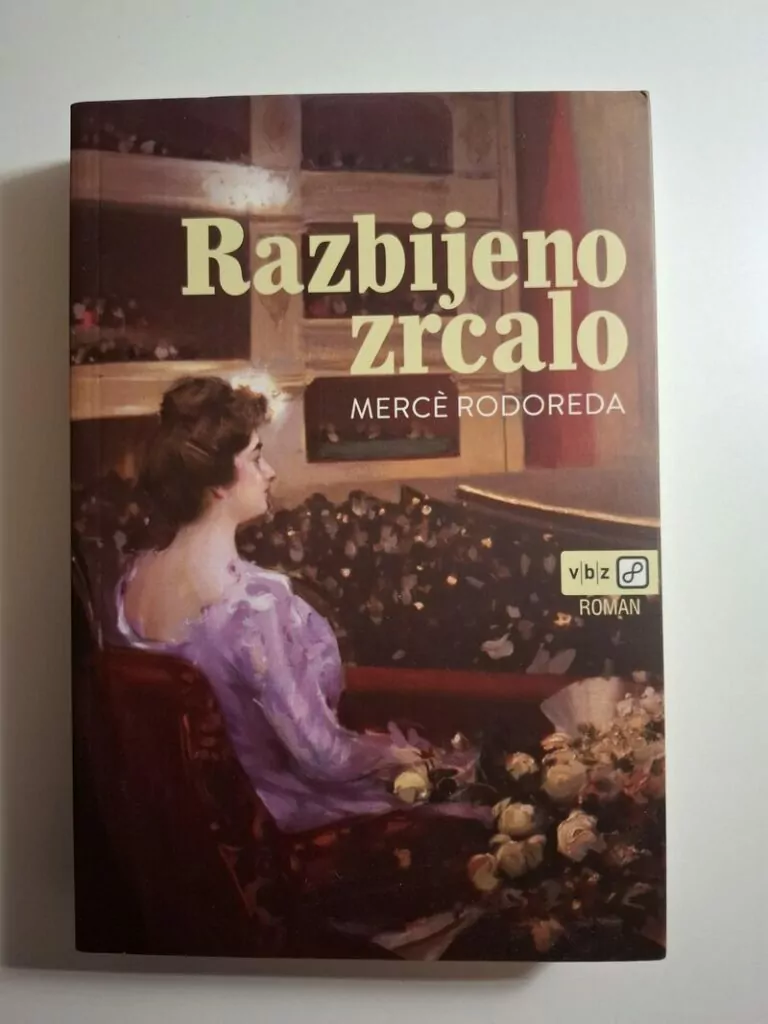 Razbijeno
zrcalo
MERCÈ RODOREDA
v|b|z
ROMAN